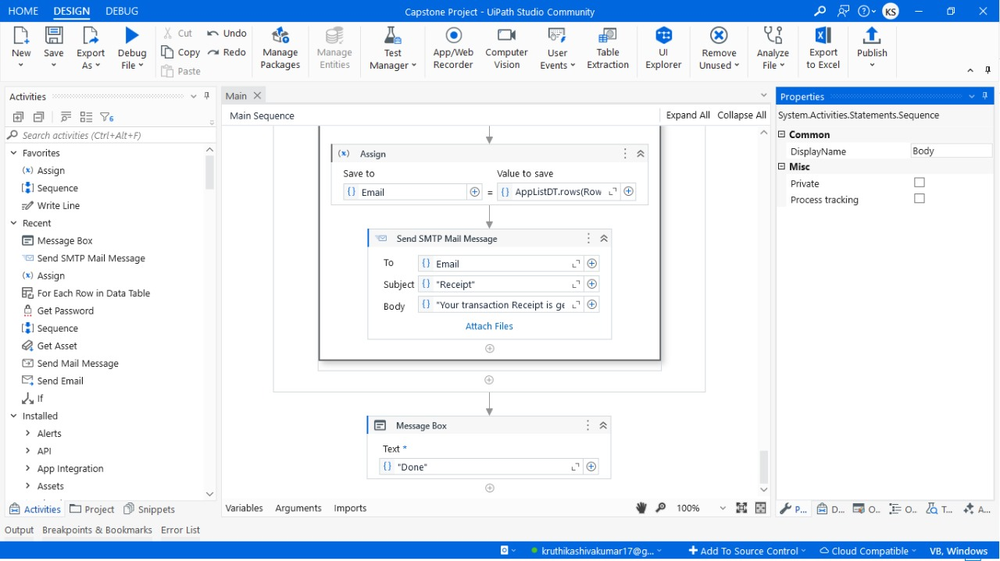 HOME DESIGN DEBUG Capstone Project - UiPath Studio Community KS
New Save Export As Debug File Cut Copy Paste Undo Redo Manage Packages Manage Entities Test Manager App/Web Recorder Computer Vision User Events Table Extraction UI Explorer Remove Unused Analyze File Export to Excel Publish
Activities
6
Search activities (Ctrl+Alt+F)
Favorites
Assign
Sequence
Write Line
Recent
Message Box
Send SMTP Mail Message
Assign
For Each Row in Data Table
Get Password
Sequence
Get Asset
Send Mail Message
Send Email
If
Installed
Alerts
API
App Integration
Assets
Activities Project Snippets
Main
Main Sequence Expand All Collapse All
(x) Assign
Save to Value to save
{} Email = {} AppListDT.rows(Row
Send SMTP Mail Message
To {} Email
Subject {} "Receipt"
Body {} "Your transaction Receipt is ge
Attach Files
Message Box
Text *
{} "Done"
Variables Arguments Imports 100%
Properties
System.Activities.Statements.Sequence
Common
DisplayName Body
Misc
Private
Process tracking
P... D... O... O... T... A...
Output Breakpoints & Bookmarks Error List
kruthikashivakumar17@g... Add To Source Control Cloud Compatible VB, Windows